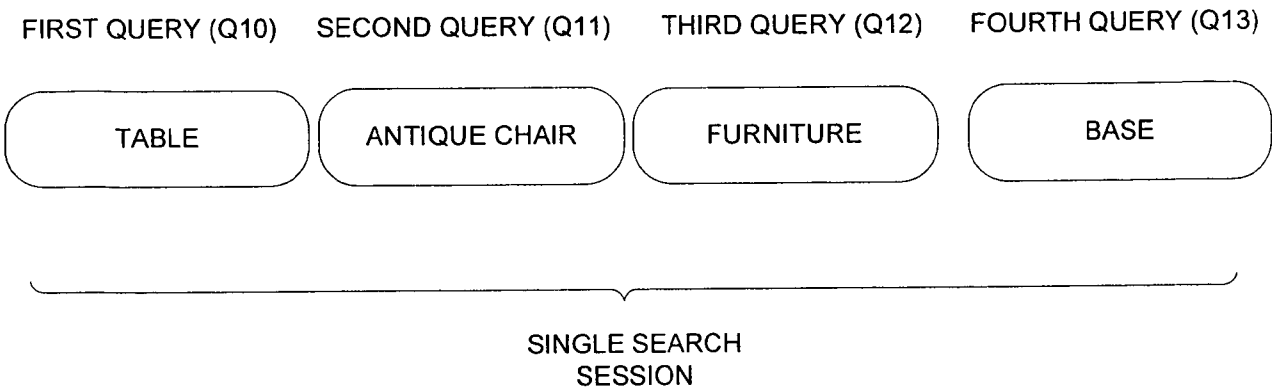 FIRST QUERY (Q10) SECOND QUERY (Q11) THIRD QUERY (Q12) FOURTH QUERY (Q13)
TABLE ANTIQUE CHAIR FURNITURE BASE
SINGLE SEARCH
SESSION